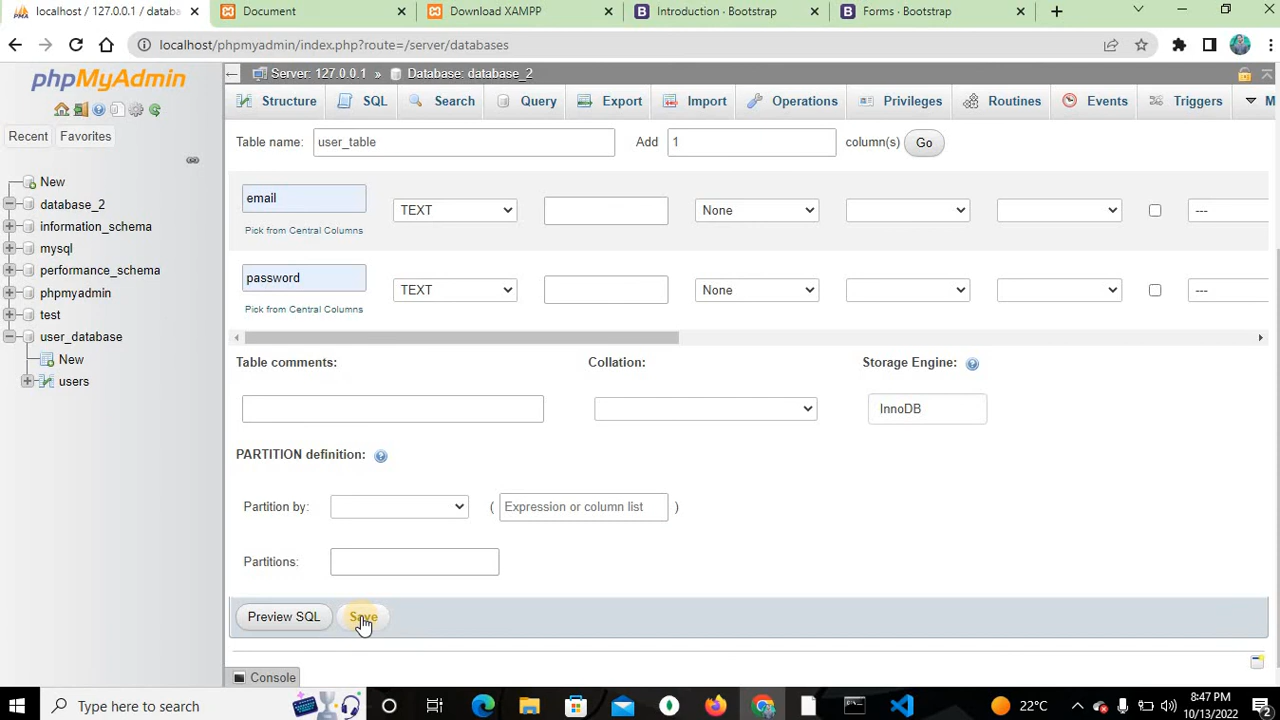 localhost / 127.0.0.1 / databa
Document
Download XAMPP
Introduction · Bootstrap
Forms · Bootstrap
localhost/phpmyadmin/index.php?route=/server/databases
phpMyAdmin
Recent
Favorites
New
database_2
information_schema
mysql
performance_schema
phpmyadmin
test
user_database
New
users
Server: 127.0.0.1 » Database: database_2
Structure
SQL
Search
Query
Export
Import
Operations
Privileges
Routines
Events
Triggers
M
Table name: user_table Add 1 column(s) Go
email TEXT None ---
Pick from Central Columns
password TEXT None ---
Pick from Central Columns
Table comments: Collation: Storage Engine:
InnoDB
PARTITION definition:
Partition by: ( Expression or column list )
Partitions:
Preview SQL Save
Console
Type here to search
22°C
8:47 PM
10/13/2022
2